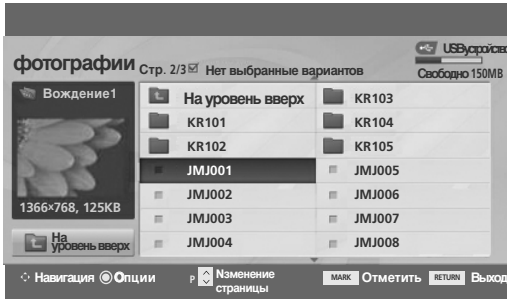 USBустройство
фотографии Стр. 2/3 Нет выбранные вариантов
Свободно 150MB
Вождение1
1366×768, 125KB
На уровень вверх
На уровень вверх
KR101
KR102
JMJ001
JMJ002
JMJ003
JMJ004
KR103
KR104
KR105
JMJ005
JMJ006
JMJ007
JMJ008
Навигация Опции P Nзменение страницы MARK Отметить RETURN Выход